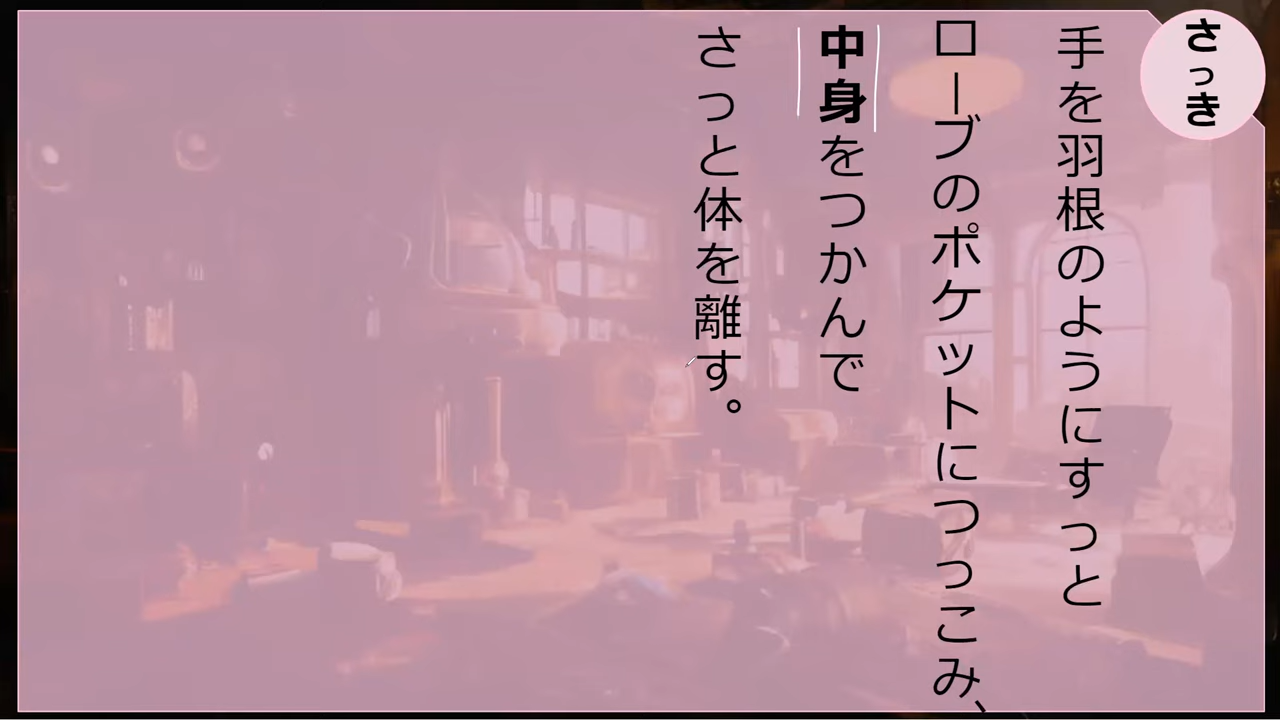 さっき
手を羽根のようにすっと
ローブのポケットにつっこみ、
中身をつかんで
さっと体を離す。